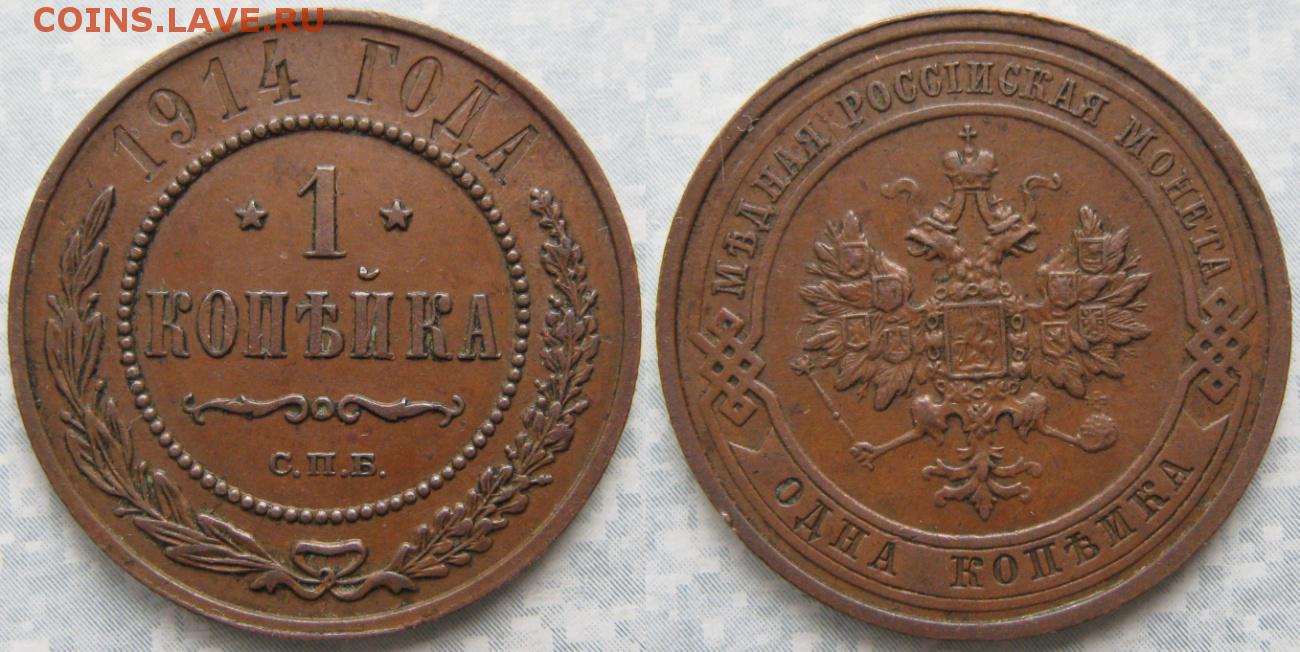 COINS.LAVE.RU
1914 ГОДА
1
КОПѢЙКА
С.П.Б.
МѢДНАЯ РОССІЙСКАЯ МОНЕТА
ОДНА КОПѢЙКА